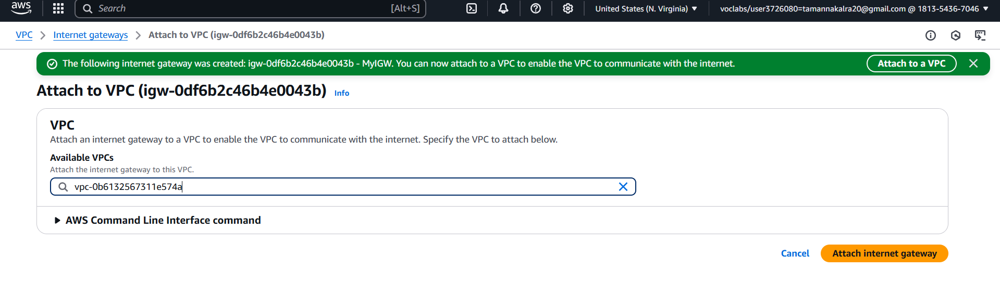 aws
Search [Alt+S] United States (N. Virginia) voclabs/user3726080=tamannakalra20@gmail.com @ 1813-5436-7046
VPC Internet gateways Attach to VPC (igw-0df6b2c46b4e0043b)
The following internet gateway was created: igw-0df6b2c46b4e0043b - MyIGW. You can now attach to a VPC to enable the VPC to communicate with the internet. Attach to a VPC
Attach to VPC (igw-0df6b2c46b4e0043b) Info
VPC
Attach an internet gateway to a VPC to enable the VPC to communicate with the internet. Specify the VPC to attach below.
Available VPCs
Attach the internet gateway to this VPC.
vpc-0b6132567311e574a
AWS Command Line Interface command
Cancel Attach internet gateway